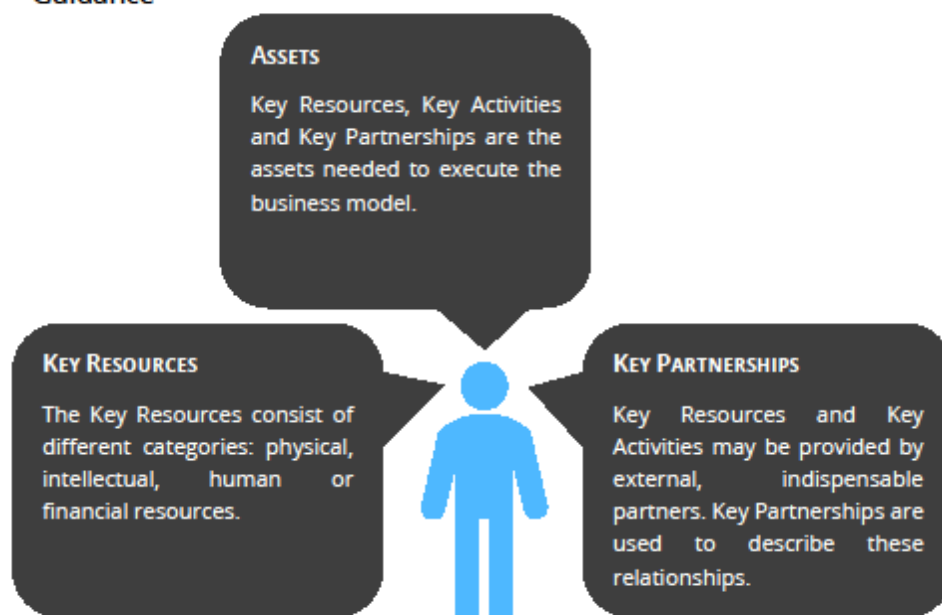 Guidance
ASSETS
Key Resources, Key Activities
and Key Partnerships are the
assets needed to execute the
business model.
KEY RESOURCES
The Key Resources consist of
different categories: physical,
intellectual, human or
financial resources.
KEY PARTNERSHIPS
Key Resources and Key
Activities may be provided by
external, indispensable
partners. Key Partnerships are
used to describe these
relationships.